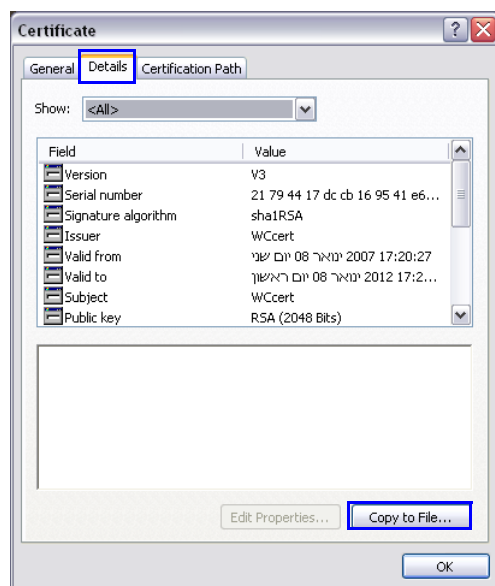 Certificate
General Details Certification Path
Show: <All>
Field Value
Version V3
Serial number 21 79 44 17 dc cb 16 95 41 e6...
Signature algorithm sha1RSA
Issuer WCcert
Valid from יום שני 08 ינואר 2007 17:20:27
Valid to יום ראשון 08 ינואר 2012 17:2...
Subject WCcert
Public key RSA (2048 Bits)
Edit Properties... Copy to File...
OK